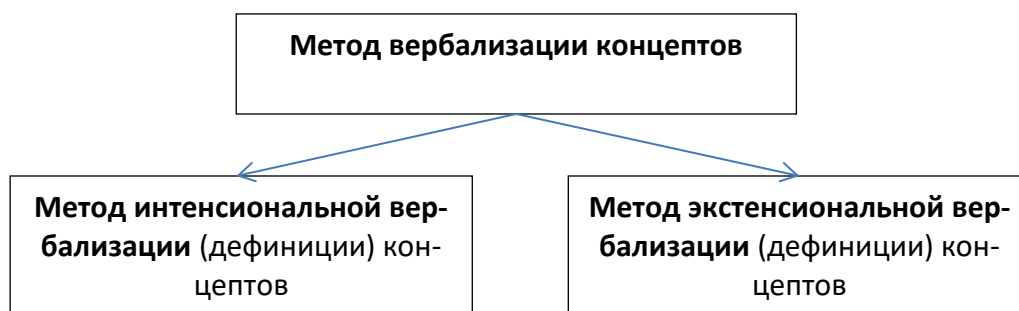 Метод вербализации концептов
Метод интенсиональной вер-
бализации (дефиниции) кон-
цептов
Метод экстенсиональной вер-
бализации (дефиниции) кон-
цептов